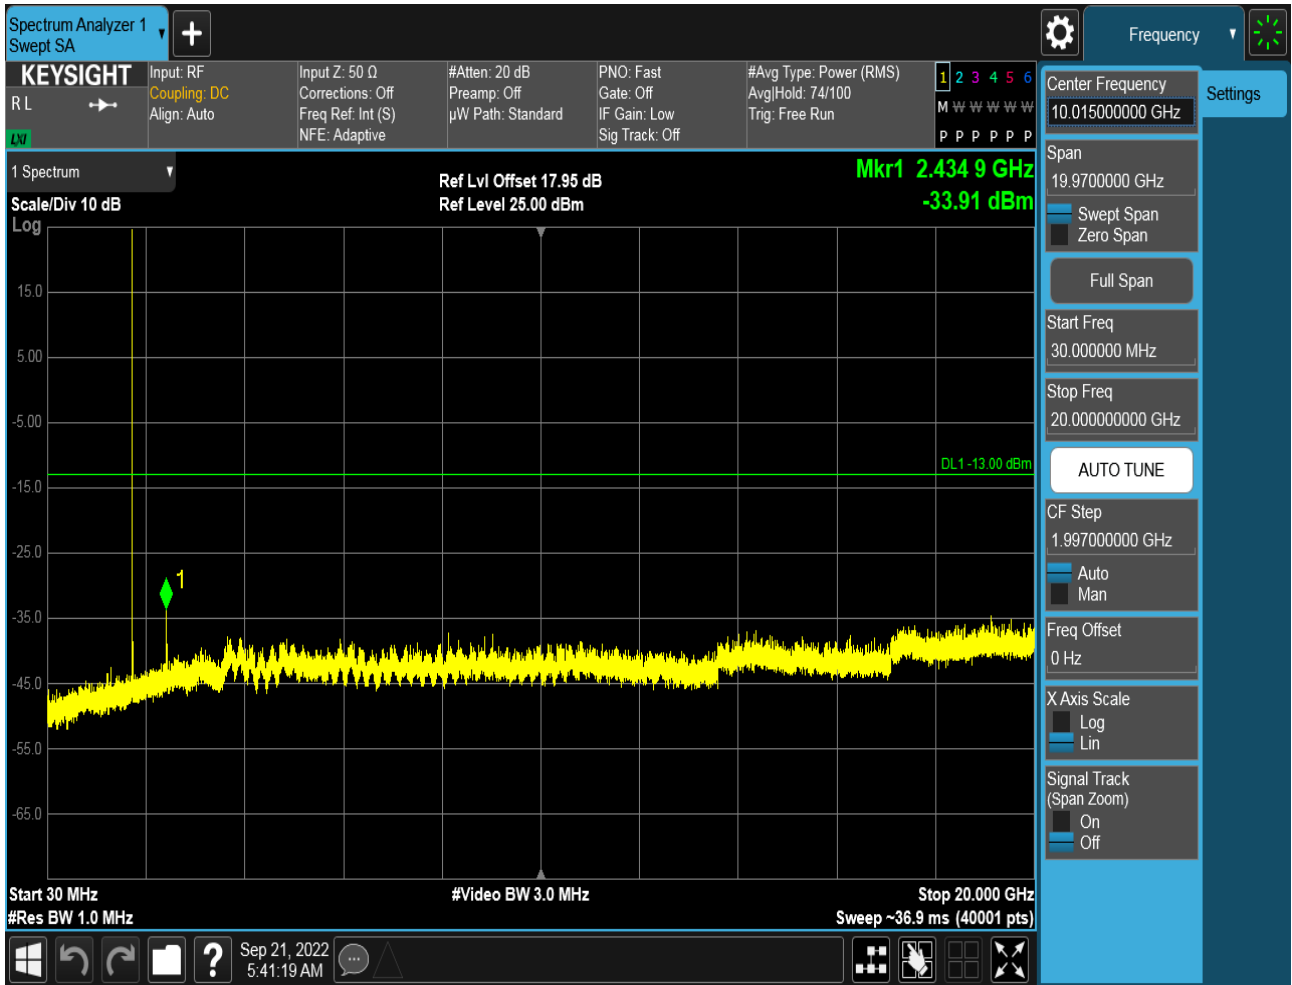 Spectrum Analyzer 1
Swept SA
Frequency
KEYSIGHT
R L
LXI
Input: RF
Coupling: DC
Align: Auto
Input Z: 50 Ω
Corrections: Off
Freq Ref: Int (S)
NFE: Adaptive
#Atten: 20 dB
Preamp: Off
µW Path: Standard
PNO: Fast
Gate: Off
IF Gain: Low
Sig Track: Off
#Avg Type: Power (RMS)
Avg|Hold: 74/100
Trig: Free Run
1 2 3 4 5 6
M W W W W W
P P P P P P
1 Spectrum
Scale/Div 10 dB
Log
Ref Lvl Offset 17.95 dB
Ref Level 25.00 dBm
Mkr1 2.434 9 GHz
-33.91 dBm
15.0
5.00
-5.00
DL1 -13.00 dBm
-15.0
-25.0
1
-35.0
-45.0
-55.0
-65.0
Start 30 MHz
#Video BW 3.0 MHz
Stop 20.000 GHz
#Res BW 1.0 MHz
Sweep ~36.9 ms (40001 pts)
Center Frequency
10.015000000 GHz
Settings
Span
19.9700000 GHz
Swept Span
Zero Span
Full Span
Start Freq
30.000000 MHz
Stop Freq
20.000000000 GHz
AUTO TUNE
CF Step
1.997000000 GHz
Auto
Man
Freq Offset
0 Hz
X Axis Scale
Log
Lin
Signal Track
(Span Zoom)
On
Off
?
Sep 21, 2022
5:41:19 AM